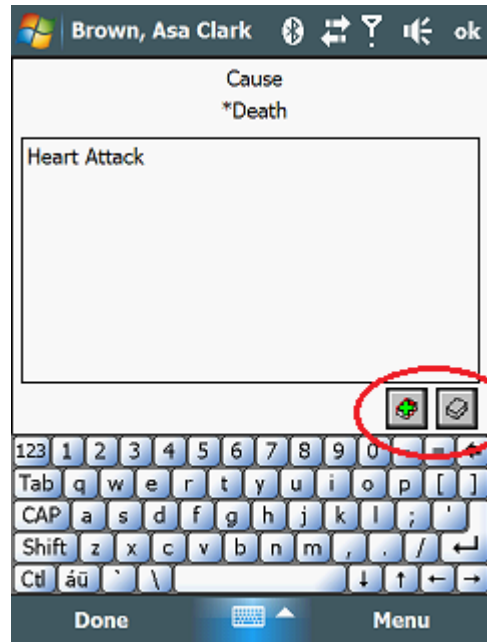 Brown, Asa Clark ok
Cause
*Death
Heart Attack
123 1 2 3 4 5 6 7 8 9 0 - =
Tab q w e r t y u i o p [ ]
CAP a s d f g h j k l ; '
Shift z x c v b n m , . /
Ctl áü ` \
Done Menu